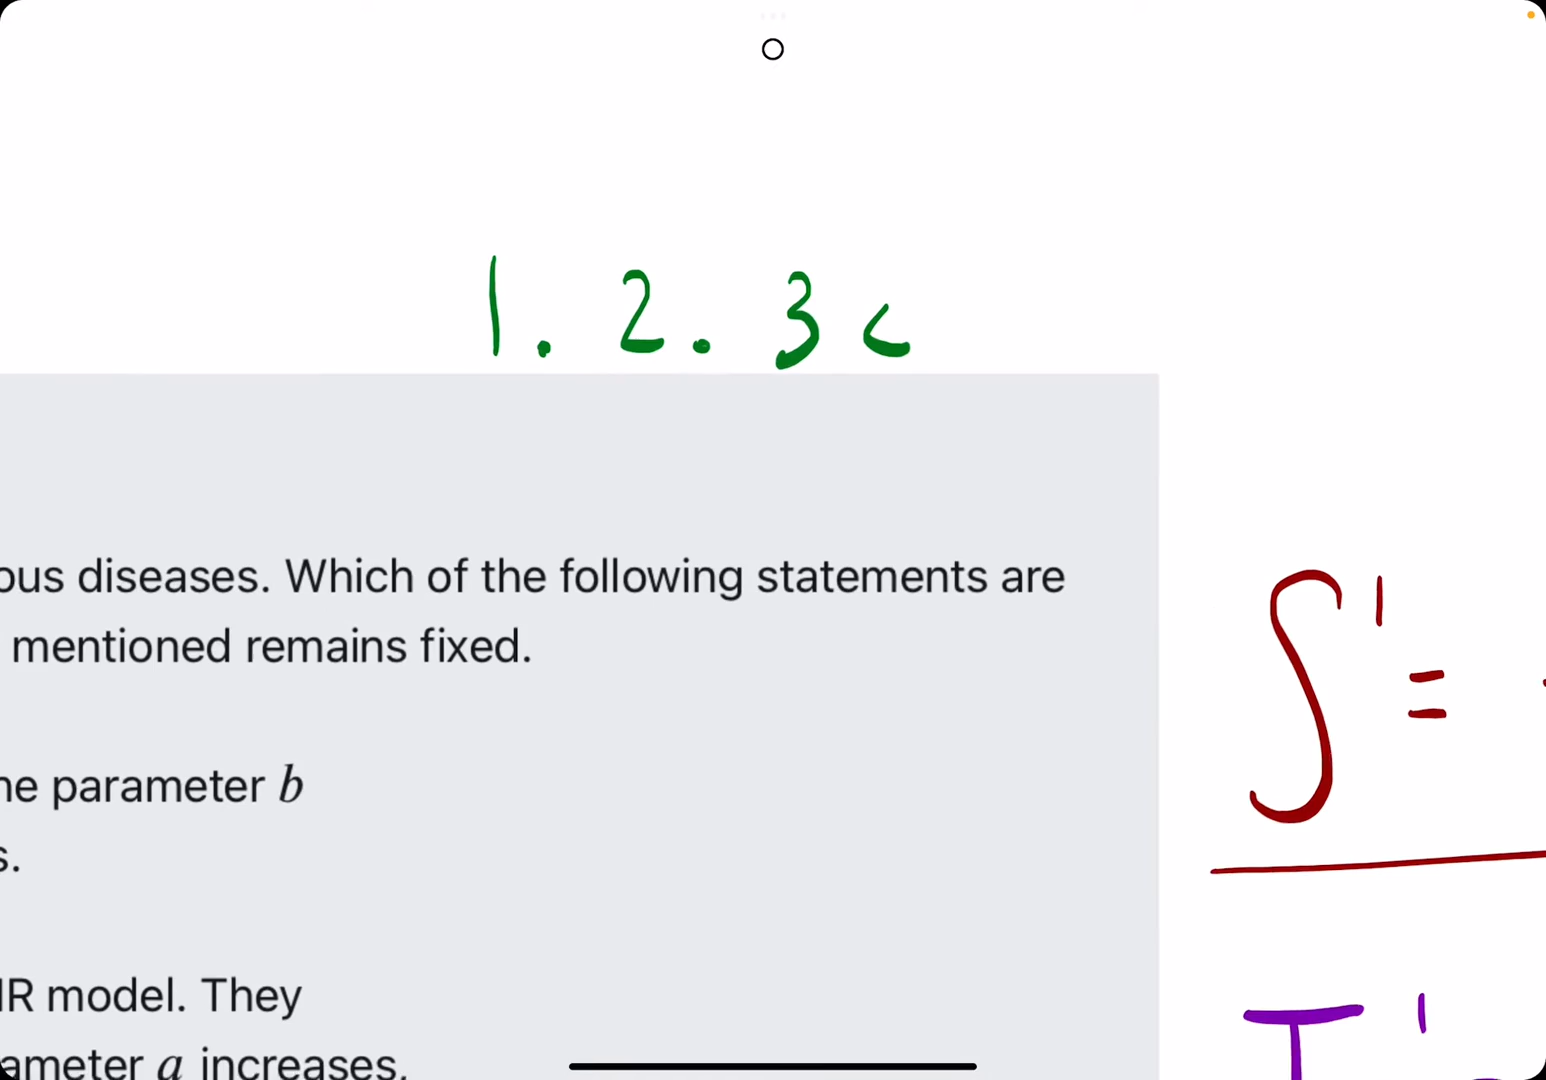 1. 2. 3c
ous diseases. Which of the following statements are
mentioned remains fixed.
S' =
ne parameter b
s.
IR model. They
I'
ameter a increases.